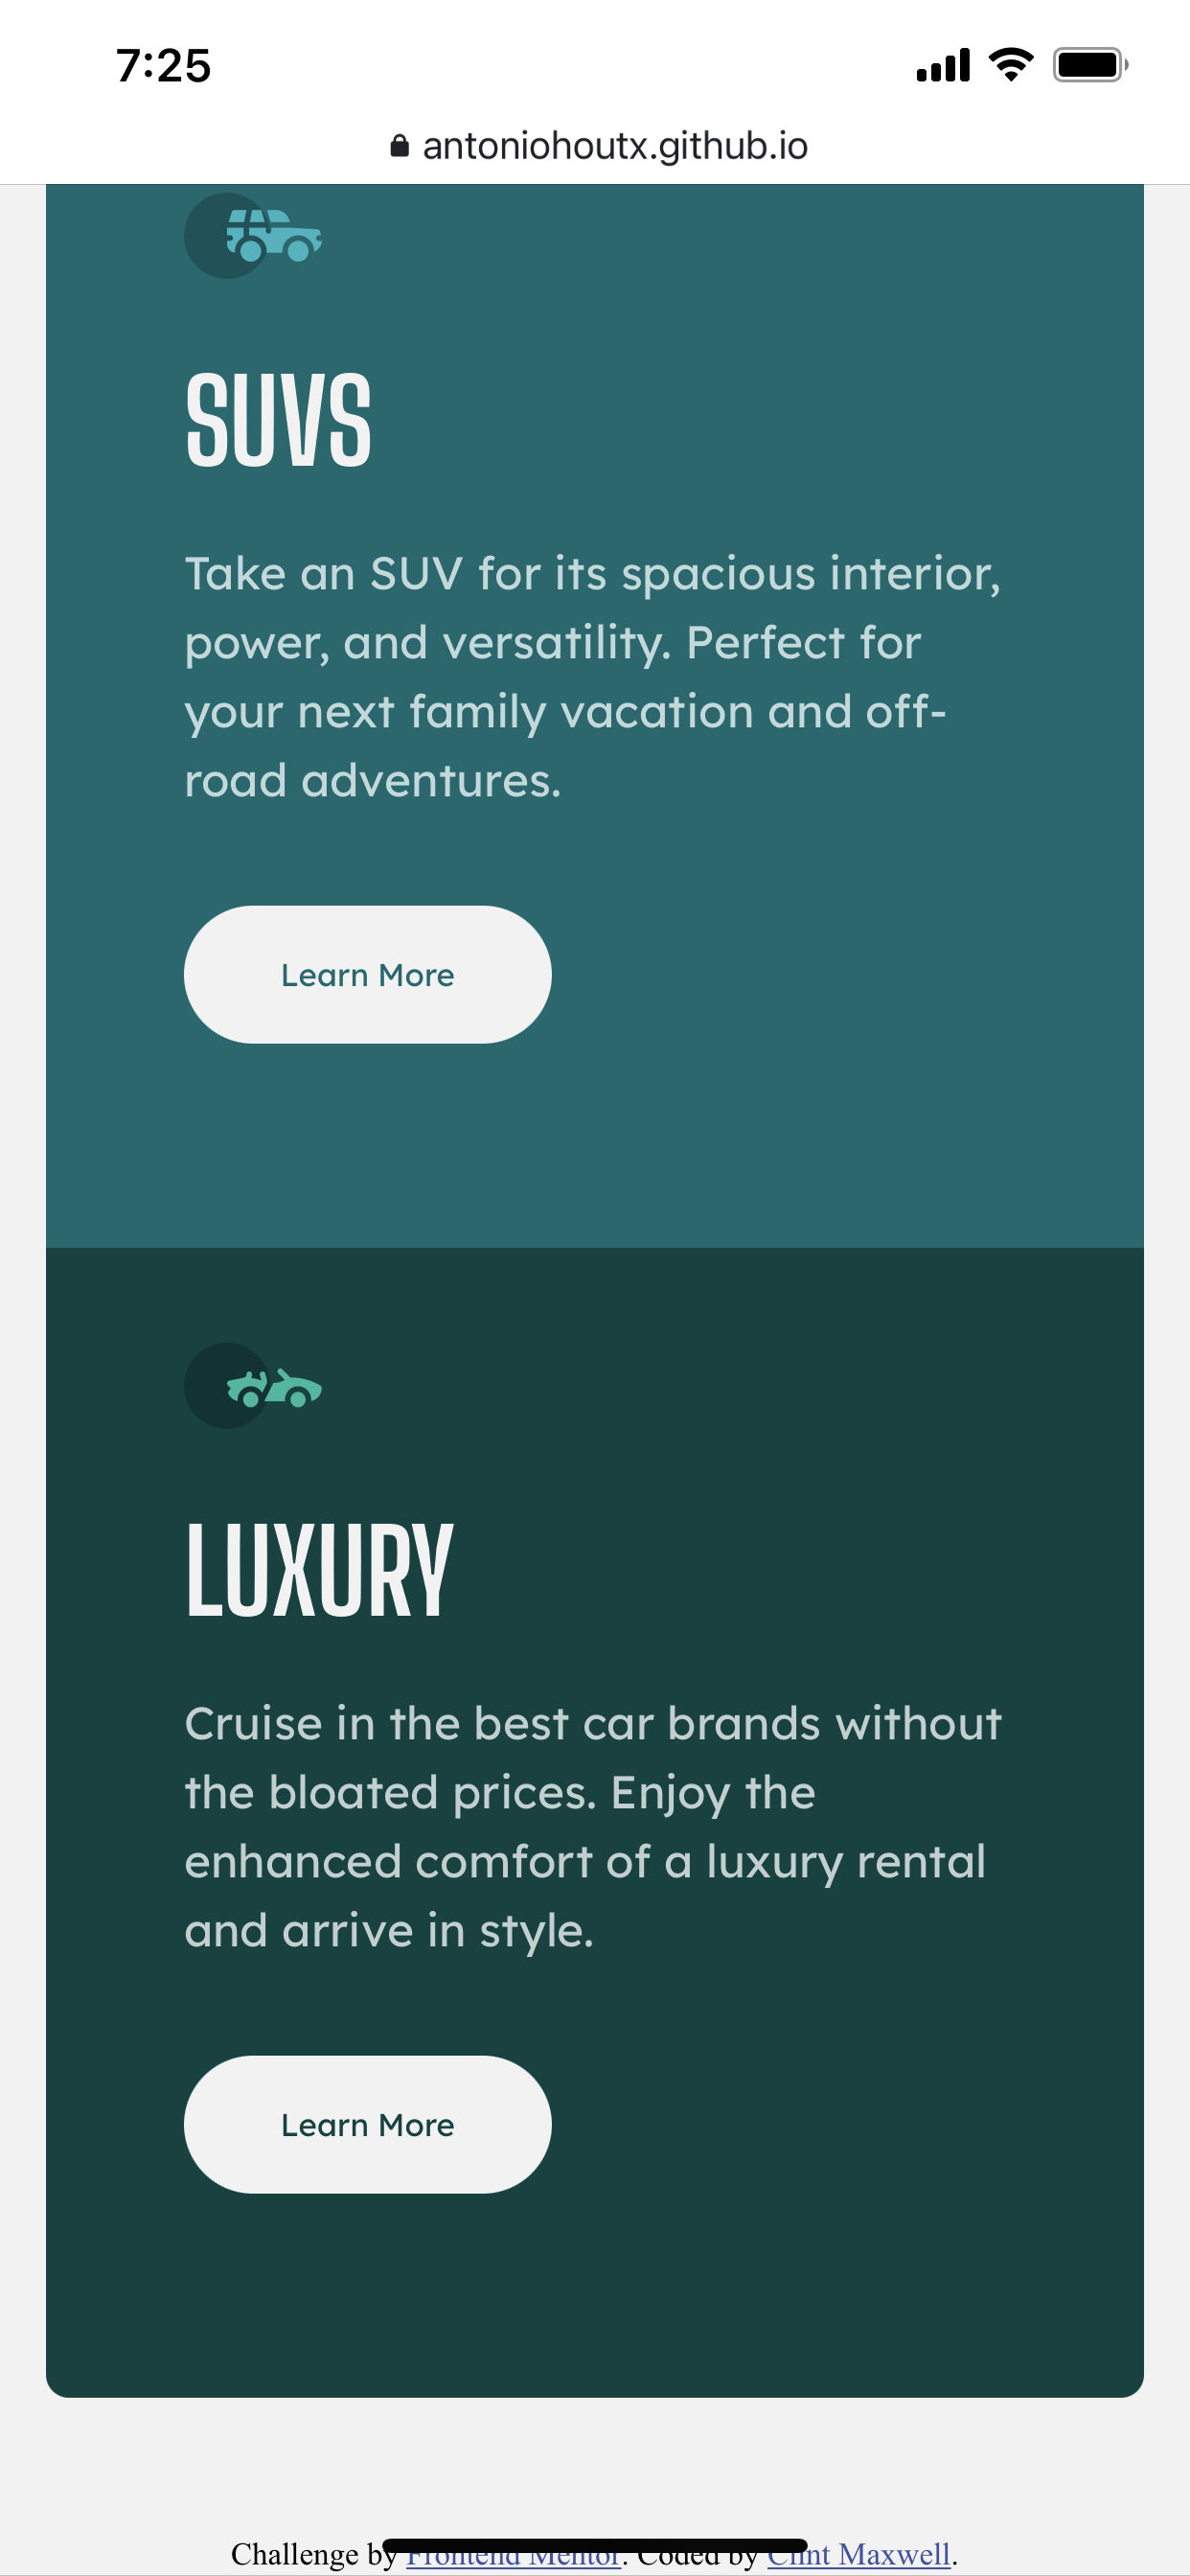 7:25
antoniohoutx.github.io
SUVS
Take an SUV for its spacious interior,
power, and versatility. Perfect for
your next family vacation and off-
road adventures.
Learn More
LUXURY
Cruise in the best car brands without
the bloated prices. Enjoy the
enhanced comfort of a luxury rental
and arrive in style.
Learn More
Challenge by Frontend Mentor. Coded by Clint Maxwell.